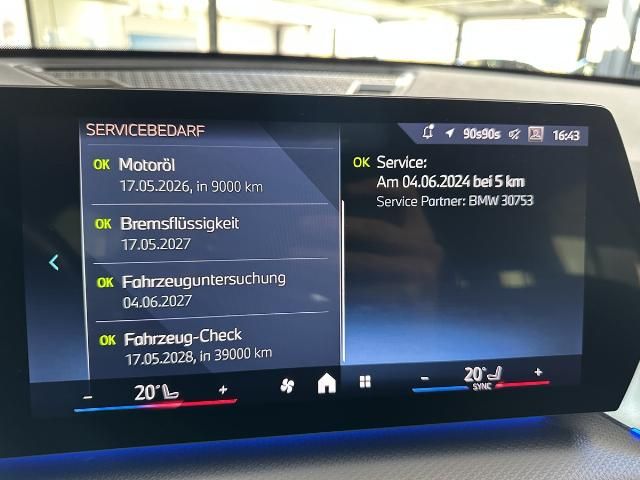 SERVICEBEDARF
90s90s
16:43
OK Motoröl
17.05.2026, in 9000 km
OK Bremsflüssigkeit
17.05.2027
OK Fahrzeuguntersuchung
04.06.2027
OK Fahrzeug-Check
17.05.2028, in 39000 km
OK Service:
Am 04.06.2024 bei 5 km
Service Partner: BMW 30753
- 20° +
- 20° +
SYNC